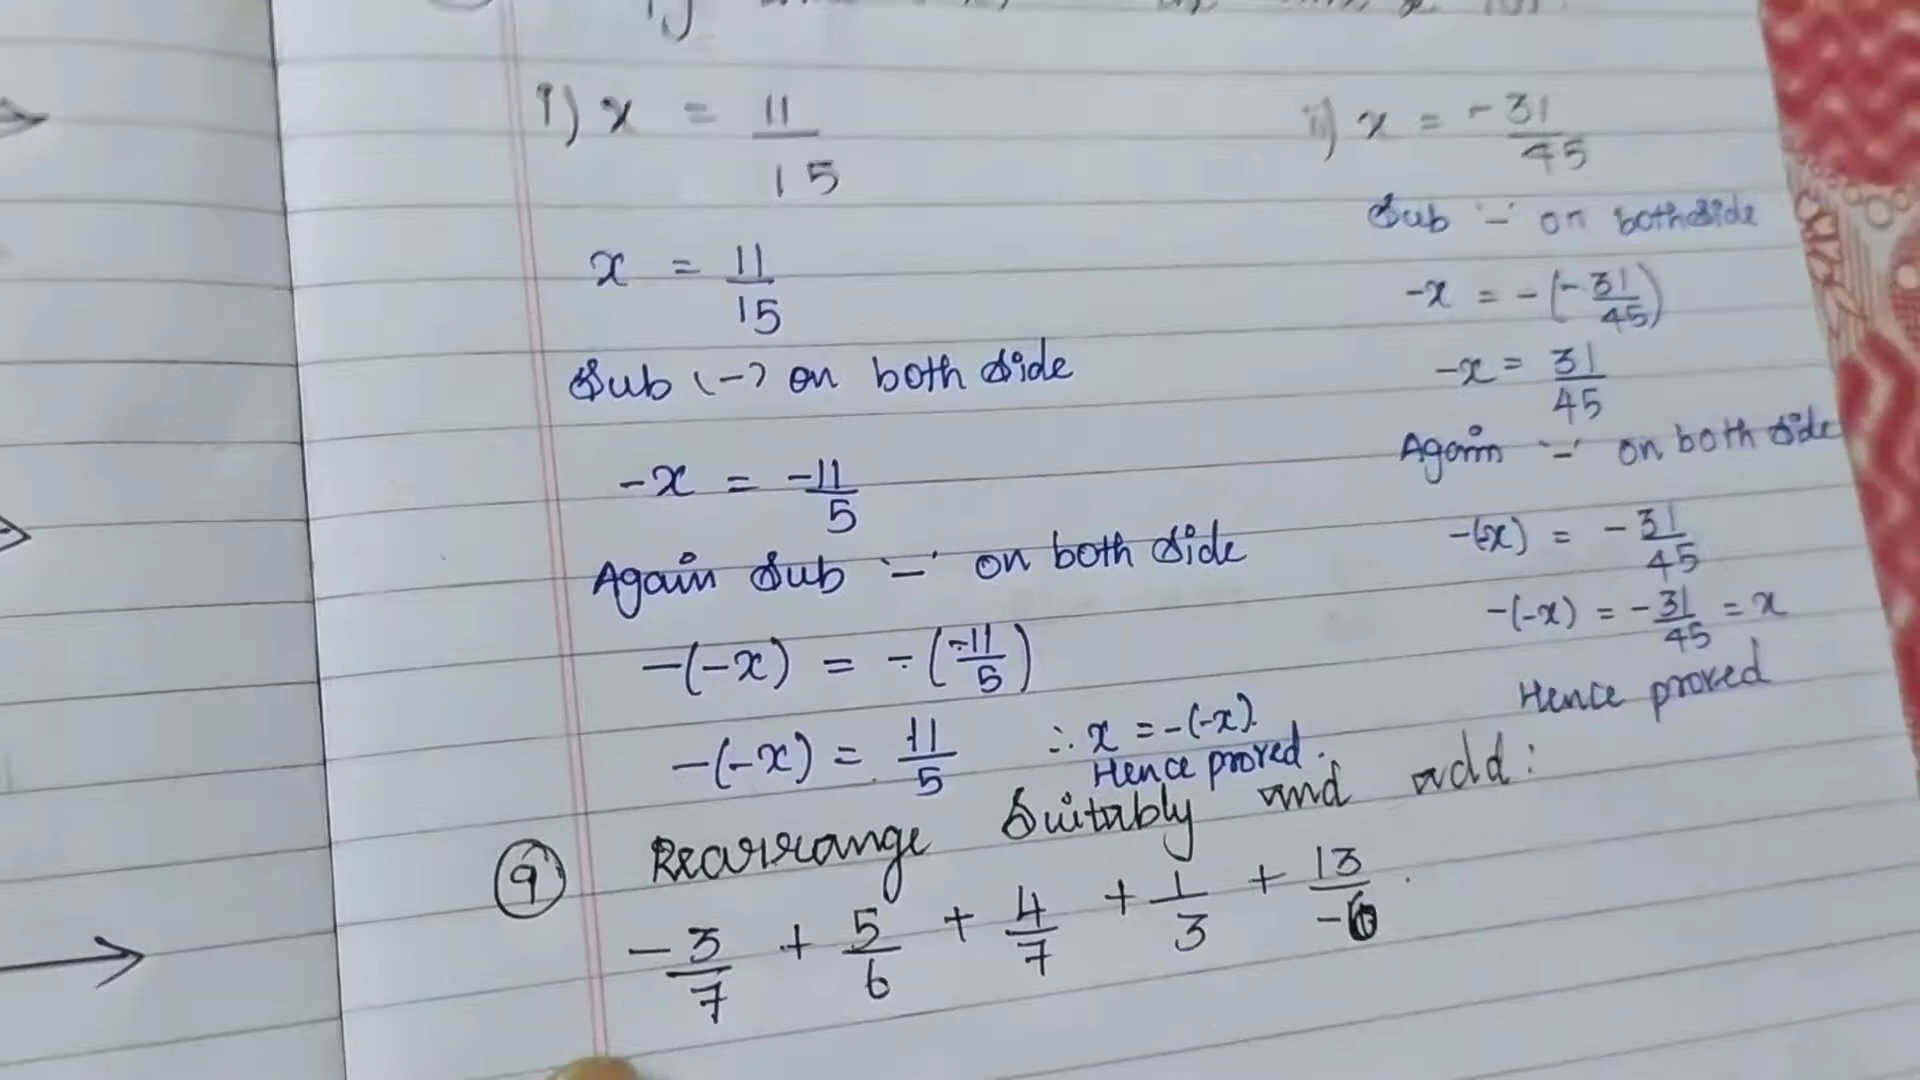 i) x = 11/15
x = 11/15
Sub (-) on both side
-x = -11/5
Again Sub '-' on both side
-(-x) = -(-11/5)
-(-x) = 11/5 ∴ x = -(-x).
Hence proved.
ii) x = -31/45
Sub '-' on both side
-x = -(-31/45)
-x = 31/45
Again '-' on both side
-(-x) = -31/45
-(-x) = -31/45 = x
Hence proved
9 Rearrange Suitably and add:
-3/7 + 5/6 + 4/7 + 1/3 + 13/-6